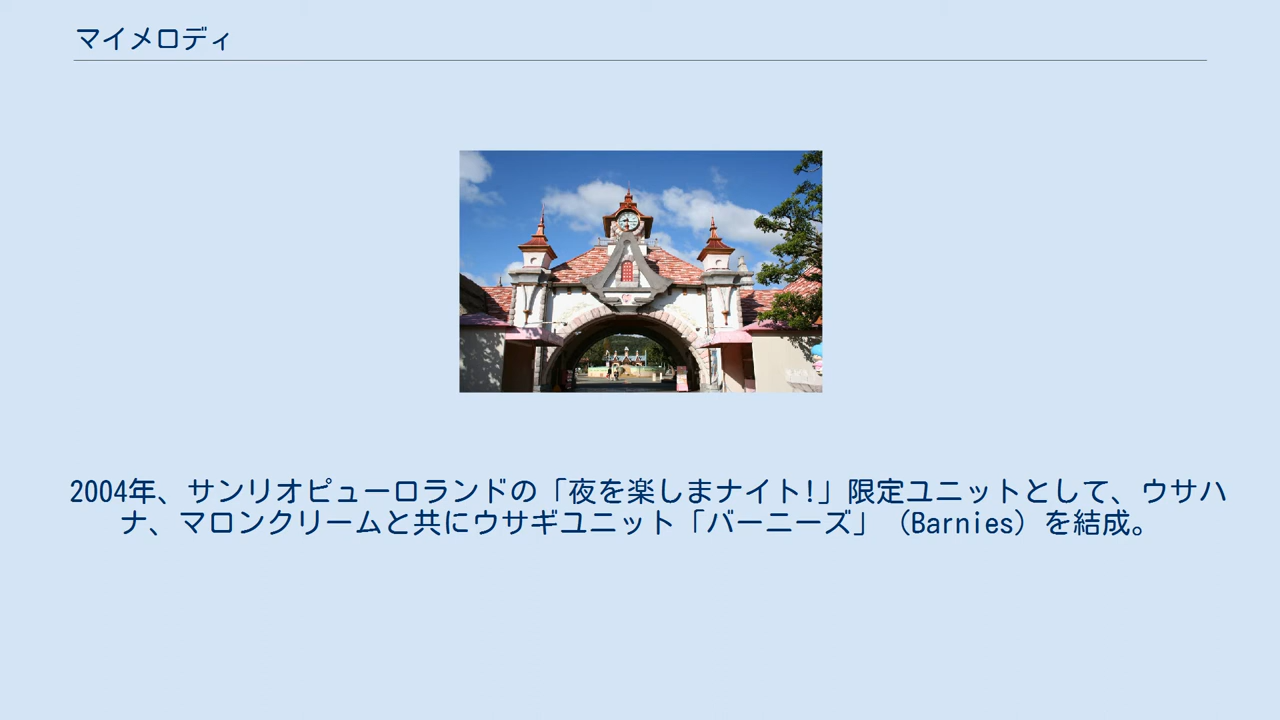 マイメロディ
2004年、サンリオピューロランドの「夜を楽しまナイト!」限定ユニットとして、ウサハ
ナ、マロンクリームと共にウサギユニット「バーニーズ」（Barnies）を結成。